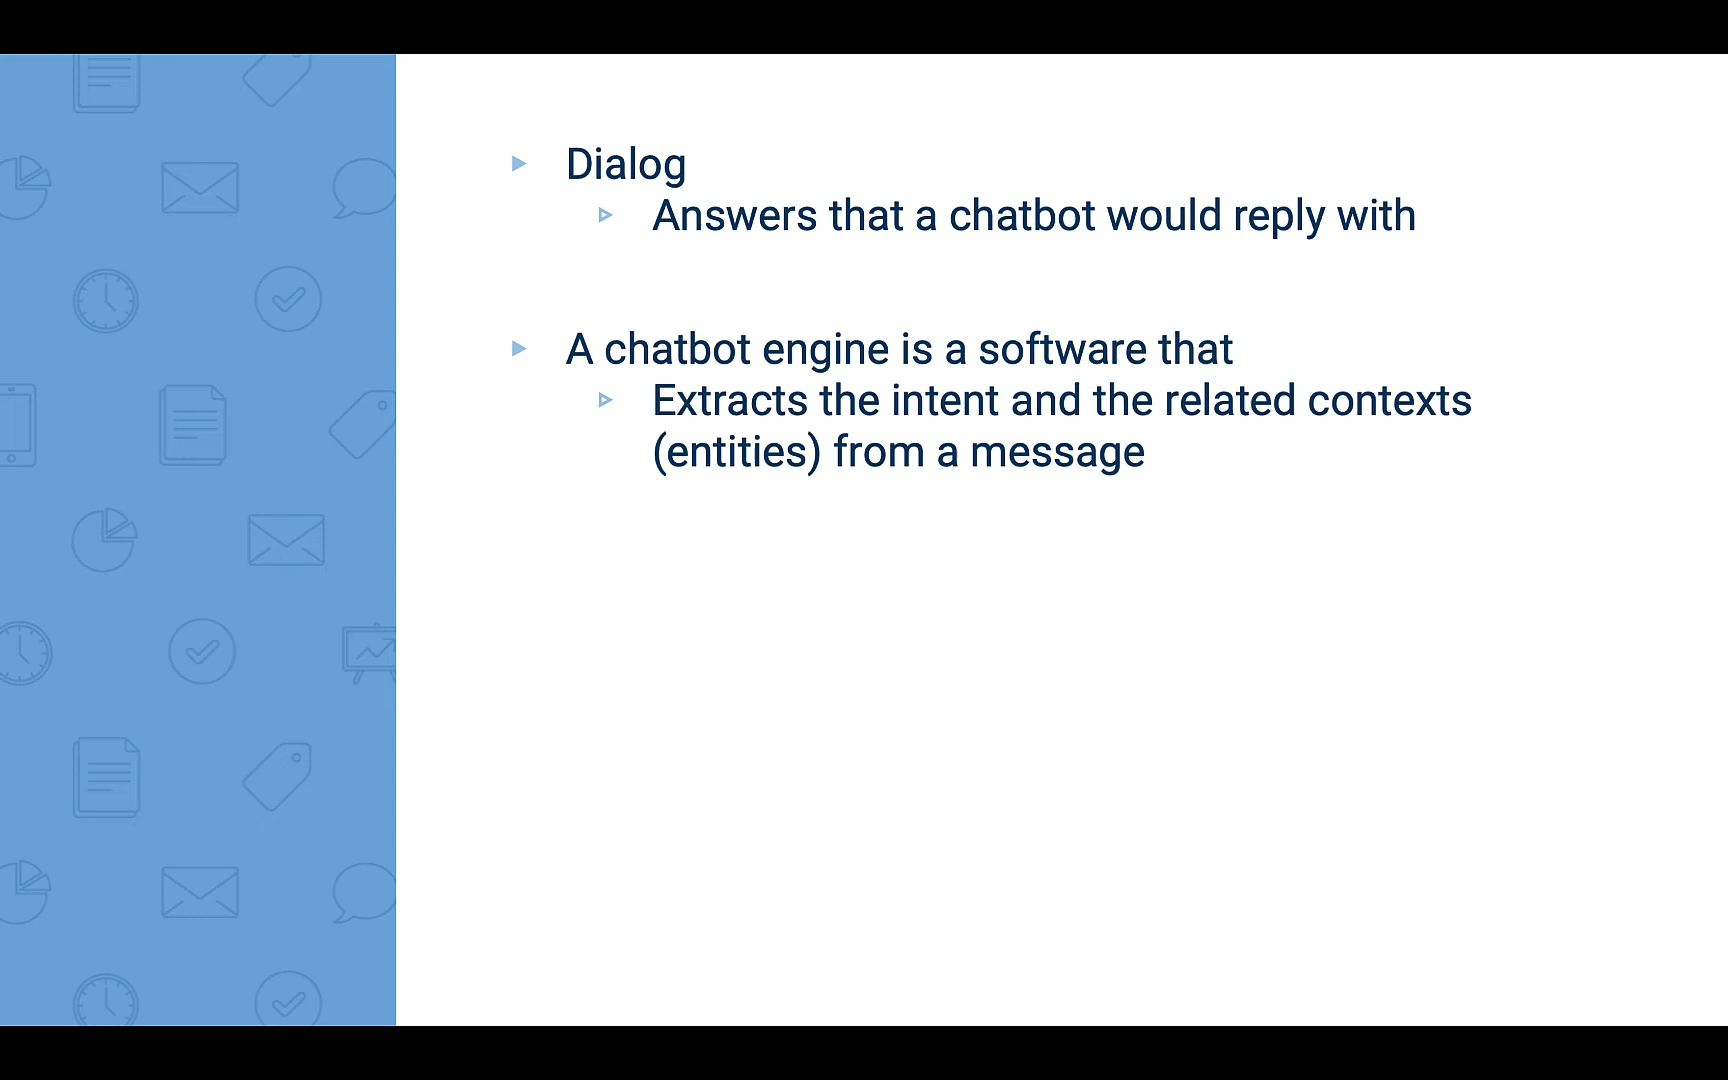 Dialog
Answers that a chatbot would reply with
A chatbot engine is a software that
Extracts the intent and the related contexts
(entities) from a message